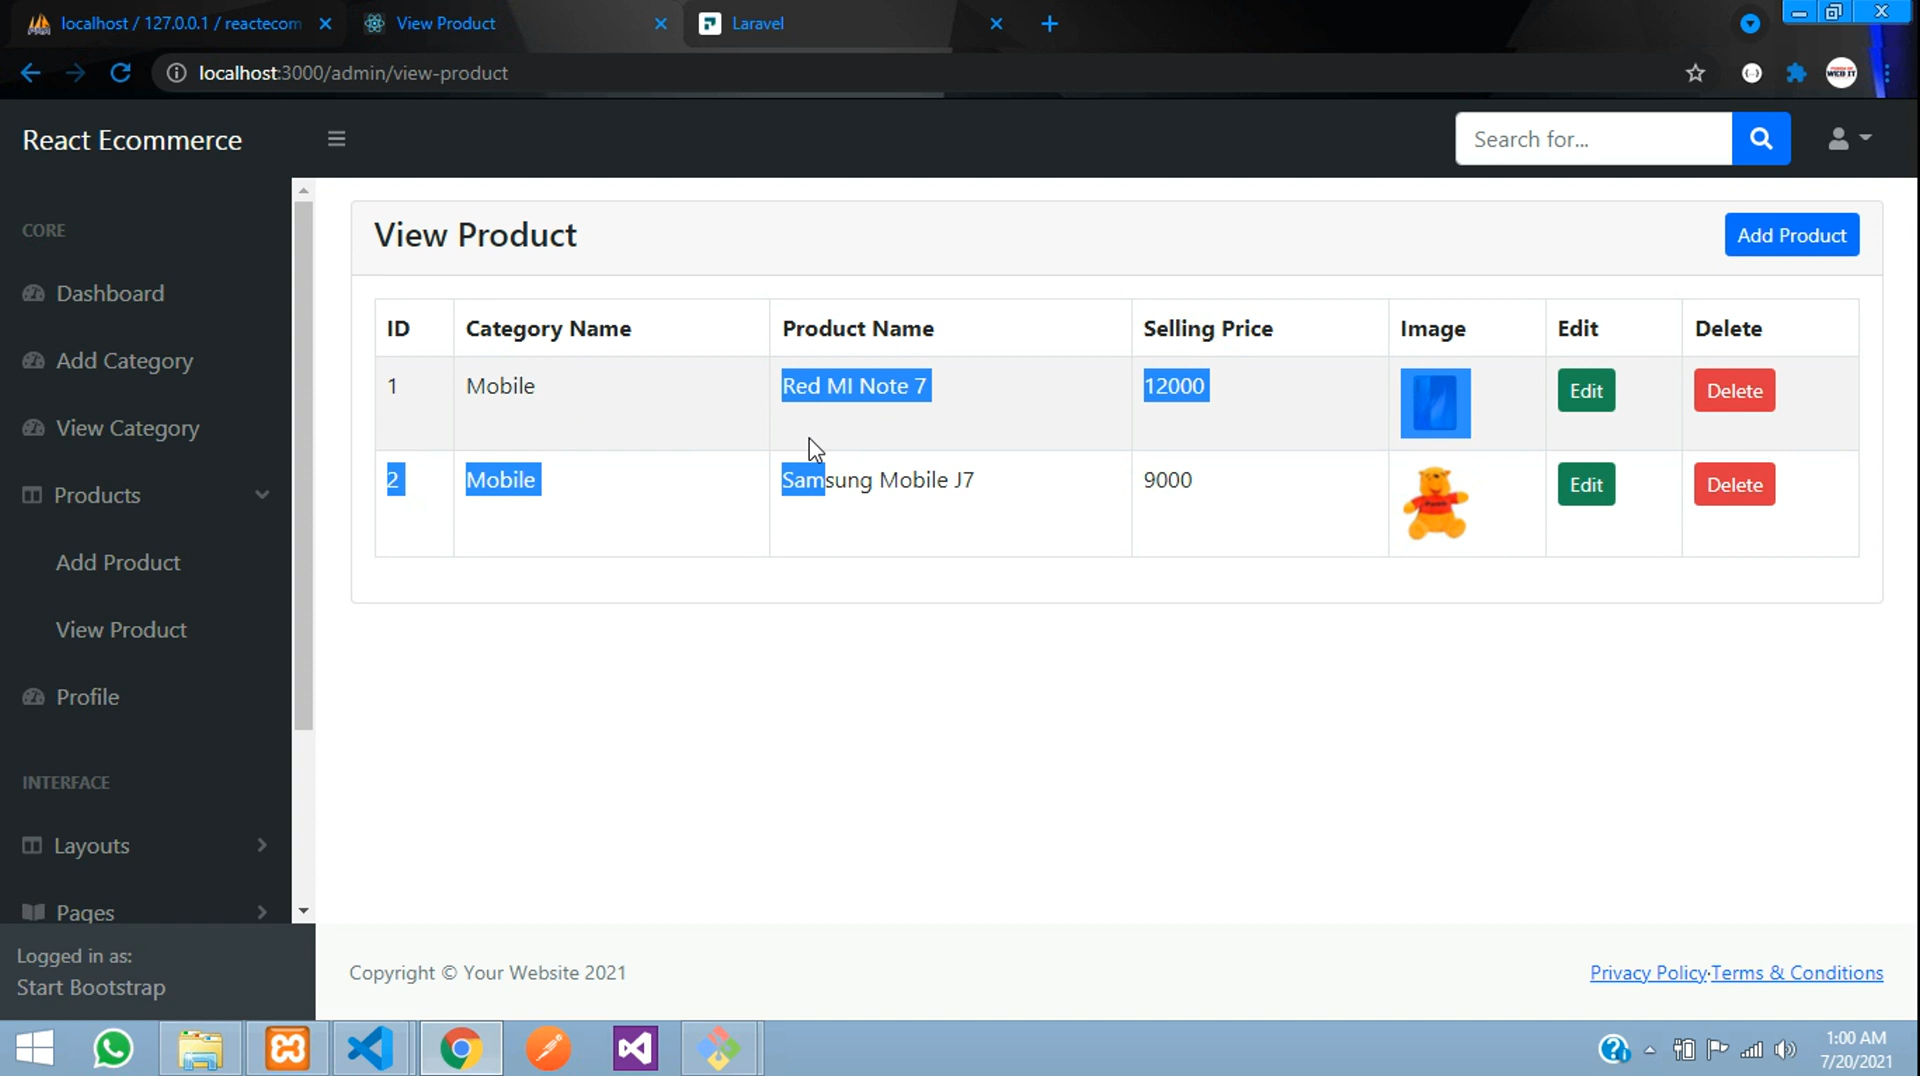 localhost / 127.0.0.1 / reactecom
View Product
Laravel
localhost:3000/admin/view-product
WEB IT
React Ecommerce
Search for...
CORE
Dashboard
Add Category
View Category
Products
Add Product
View Product
Profile
INTERFACE
Layouts
Pages
Logged in as:
Start Bootstrap
View Product
Add Product
ID Category Name Product Name Selling Price Image Edit Delete
1 Mobile Red MI Note 7 12000 Edit Delete
2 Mobile Samsung Mobile J7 9000 Edit Delete
Copyright © Your Website 2021
Privacy Policy·Terms & Conditions
1:00 AM
7/20/2021